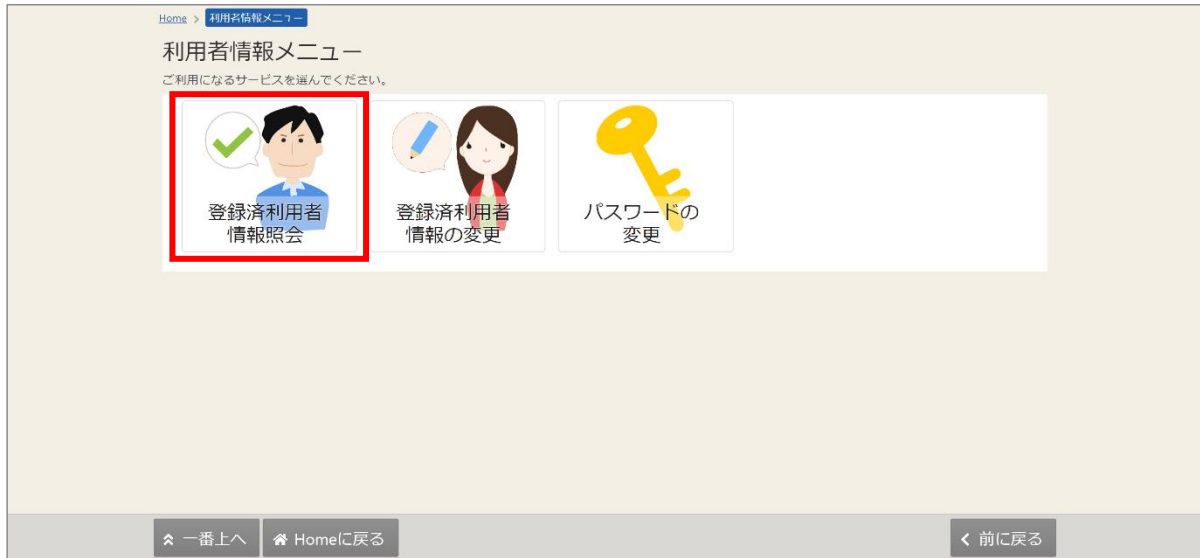 Home > 利用者情報メニュー
利用者情報メニュー
ご利用になるサービスを選んでください。
登録済利用者
情報照会
登録済利用者
情報の変更
パスワードの
変更
一番上へ
Homeに戻る
前に戻る